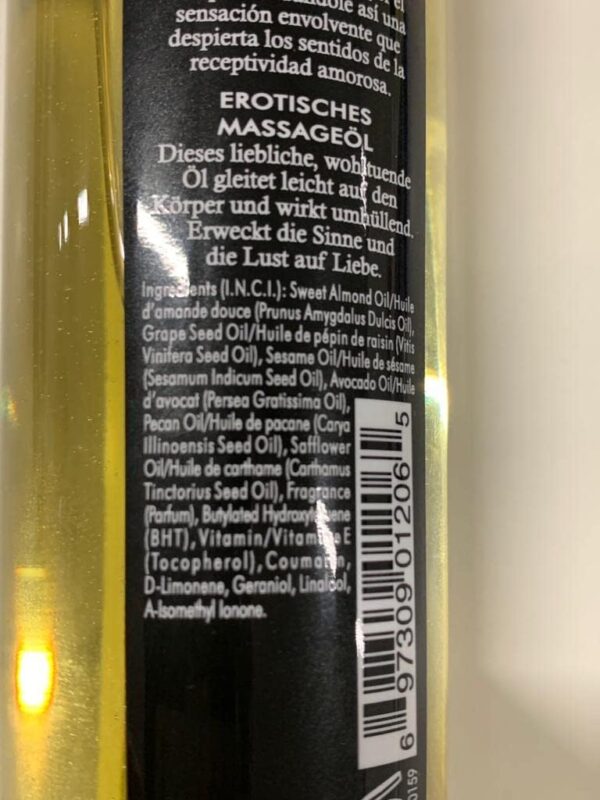 así una
sensación envolvente que
despierta los sentidos de la
receptividad amorosa.
EROTISCHES
MASSAGEÖL
Dieses liebliche, wohltuende
Öl gleitet leicht auf den
Körper und wirkt umhüllend.
Erweckt die Sinne und
die Lust auf Liebe.
Ingredients (I.N.C.I.): Sweet Almond Oil/Huile
d'amande douce (Prunus Amygdalus Dulcis Oil),
Grape Seed Oil/Huile de pépin de raisin (Vitis
Vinifera Seed Oil), Sesame Oil/Huile de sésame
(Sesamum Indicum Seed Oil), Avocado Oil/Huile
d'avocat (Persea Gratissima Oil),
Pecan Oil/Huile de pacane (Carya
Illinoensis Seed Oil), Safflower
Oil/Huile de carthame (Carthamus
Tinctorius Seed Oil), Fragrance
(Parfum), Butylated Hydroxytoluene
(BHT), Vitamin/Vitamine E
(Tocopherol), Coumarin,
D-Limonene, Geraniol, Linalool,
A-Isomethyl Ionone.
6 97309 01206 5
0159